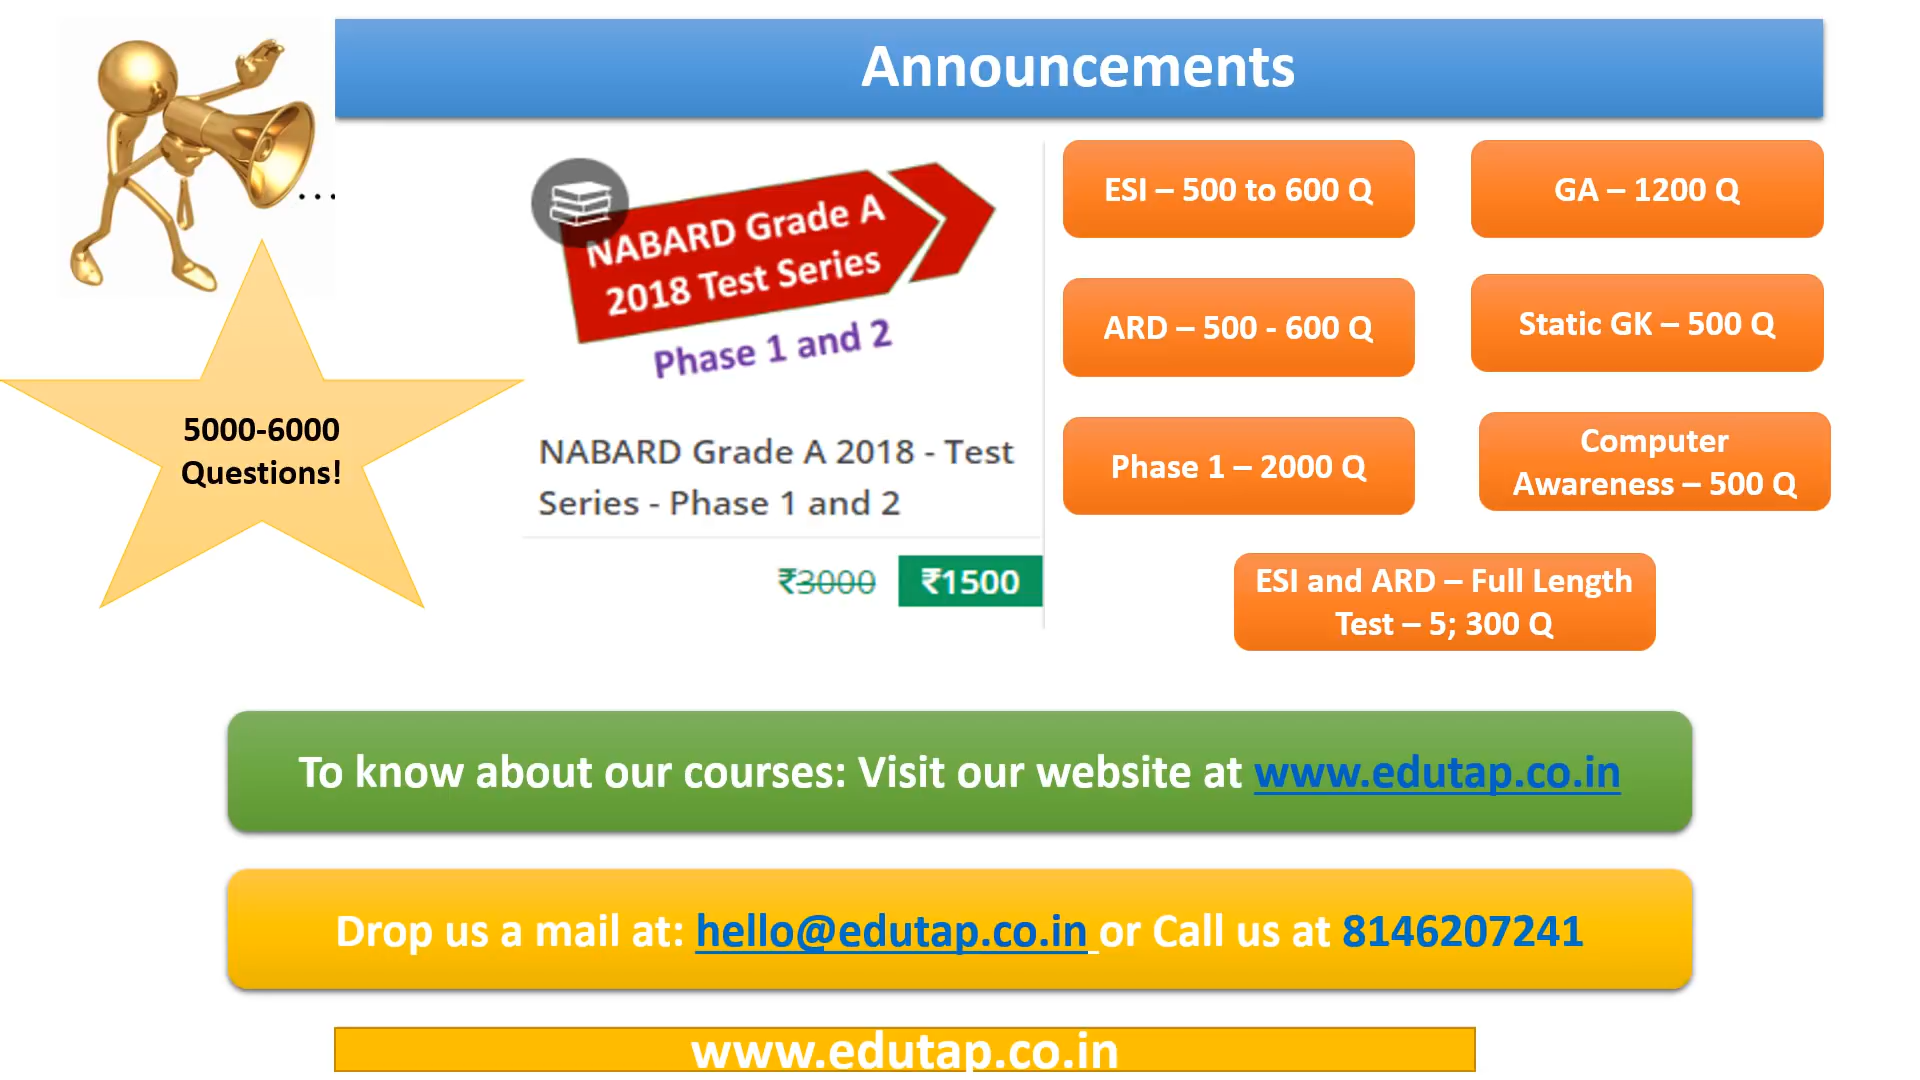 Announcements
...
5000-6000
Questions!
NABARD Grade A
2018 Test Series
Phase 1 and 2
NABARD Grade A 2018 - Test
Series - Phase 1 and 2
₹3000 ₹1500
ESI – 500 to 600 Q
GA – 1200 Q
ARD – 500 - 600 Q
Static GK – 500 Q
Phase 1 – 2000 Q
Computer
Awareness – 500 Q
ESI and ARD – Full Length
Test – 5; 300 Q
To know about our courses: Visit our website at www.edutap.co.in
Drop us a mail at: hello@edutap.co.in or Call us at 8146207241
www.edutap.co.in